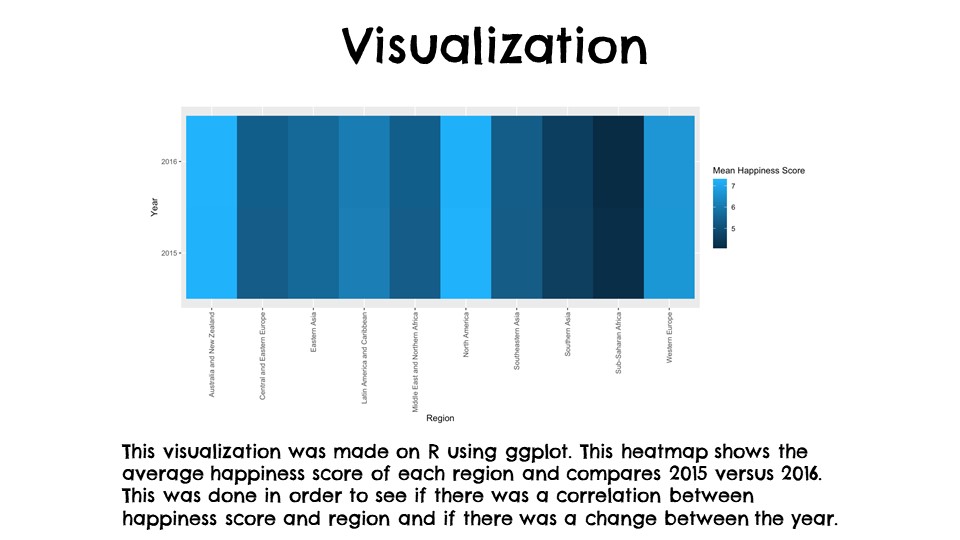 Visualization
2016
2015
Year
Mean Happiness Score
7
6
5
Australia and New Zealand
Central and Eastern Europe
Eastern Asia
Latin America and Caribbean
Middle East and Northern Africa
North America
Southeastern Asia
Southern Asia
Sub-Saharan Africa
Western Europe
Region
This visualization was made on R using ggplot. This heatmap shows the
average happiness score of each region and compares 2015 versus 2016.
This was done in order to see if there was a correlation between
happiness score and region and if there was a change between the year.